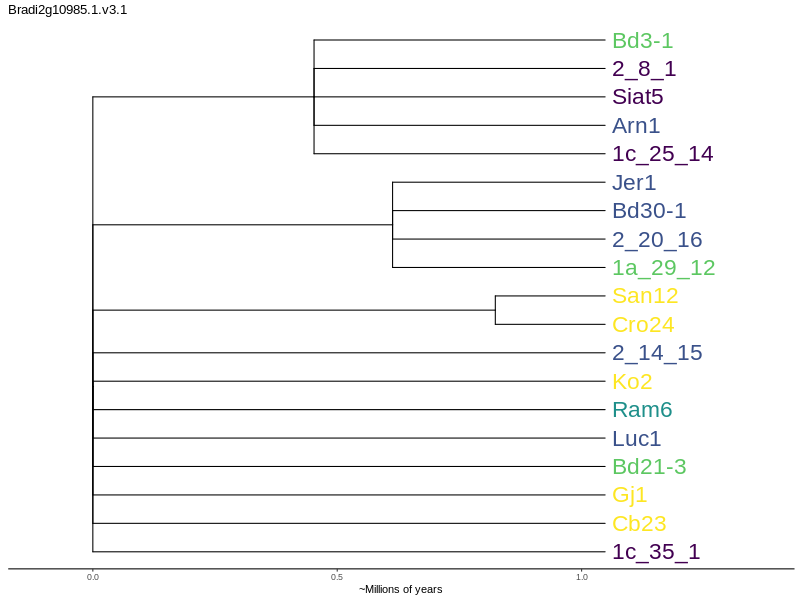 Bradi2g10985.1.v3.1
Bd3-1
2_8_1
Siat5
Arn1
1c_25_14
Jer1
Bd30-1
2_20_16
1a_29_12
San12
Cro24
2_14_15
Ko2
Ram6
Luc1
Bd21-3
Gj1
Cb23
1c_35_1
0.0 0.5 1.0
~Millions of years